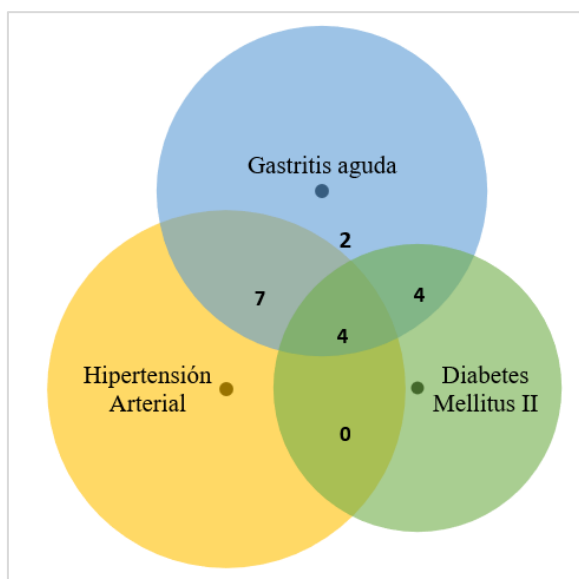 Gastritis aguda
2
7
4
4
Hipertensión
Arterial
Diabetes
Mellitus II
0